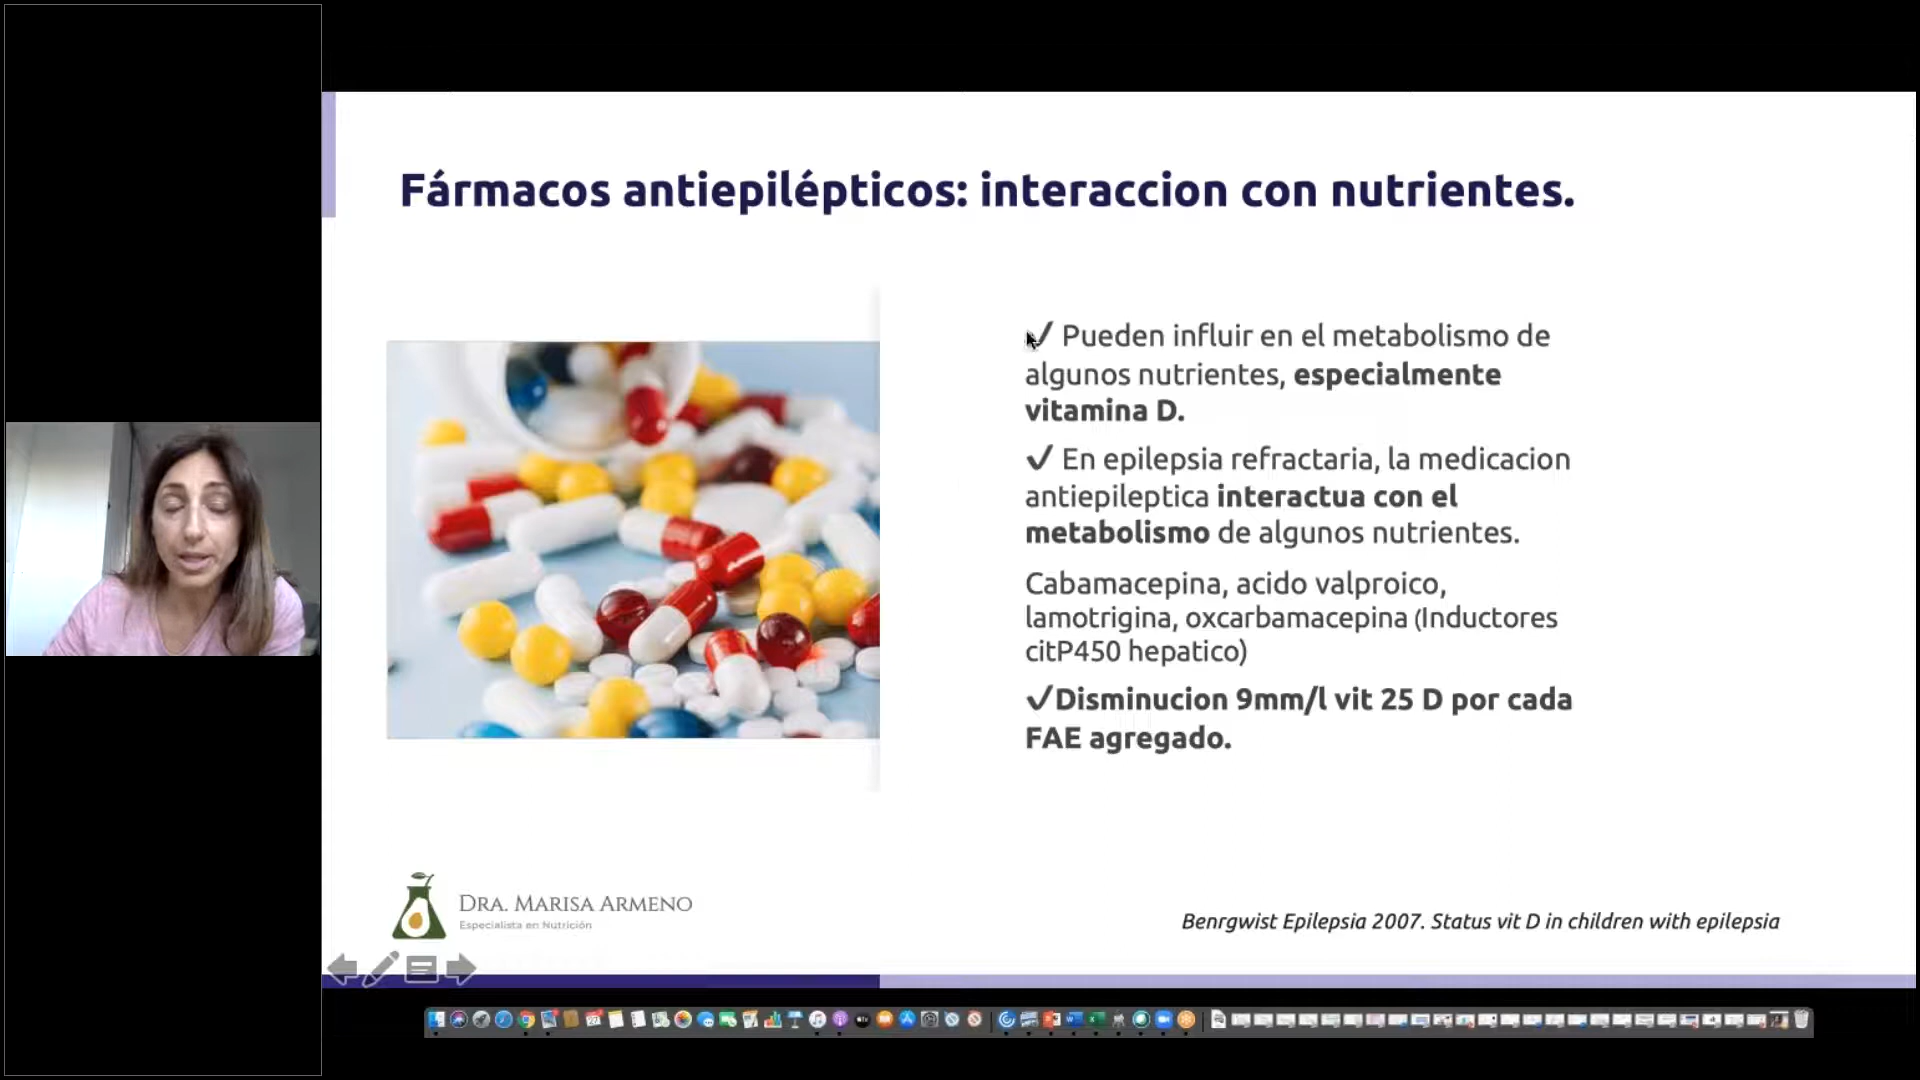 Fármacos antiepilépticos: interaccion con nutrientes.
✓ Pueden influir en el metabolismo de
algunos nutrientes, especialmente
vitamina D.
✓ En epilepsia refractaria, la medicacion
antiepileptica interactua con el
metabolismo de algunos nutrientes.
Cabamacepina, acido valproico,
lamotrigina, oxcarbamacepina (Inductores
citP450 hepatico)
✓Disminucion 9mm/l vit 25 D por cada
FAE agregado.
DRA. MARISA ARMENO
Especialista en Nutrición
Benrgwist Epilepsia 2007. Status vit D in children with epilepsia